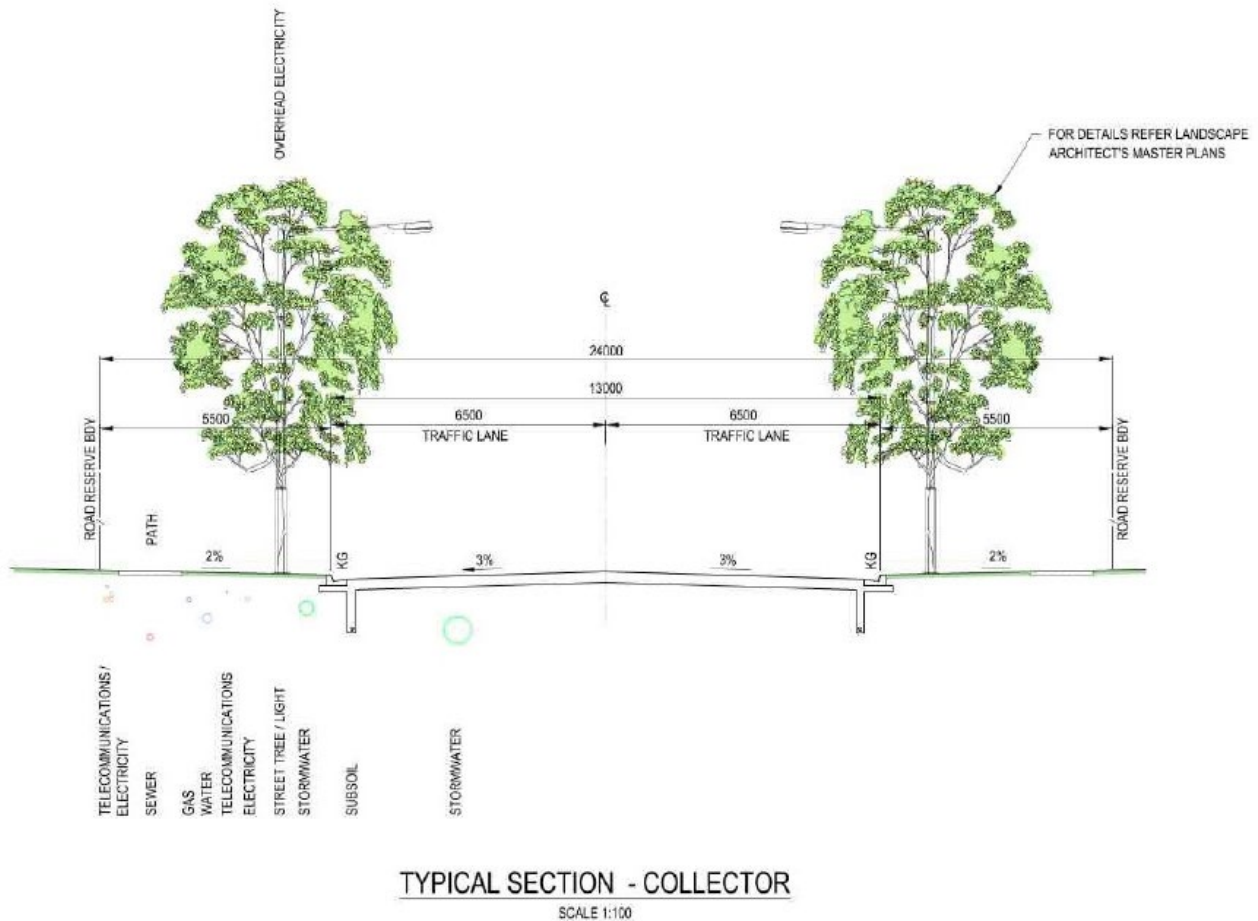 OVERHEAD ELECTRICITY
FOR DETAILS REFER LANDSCAPE
ARCHITECT'S MASTER PLANS
℄
24000
13000
5500
6500
6500
5500
TRAFFIC LANE
TRAFFIC LANE
ROAD RESERVE BDY
PATH
2%
KG
3%
3%
KG
2%
ROAD RESERVE BDY
TELECOMMUNICATIONS /
ELECTRICITY
SEWER
GAS
WATER
TELECOMMUNICATIONS
ELECTRICITY
STREET TREE / LIGHT
STORMWATER
SUBSOIL
STORMWATER
TYPICAL SECTION - COLLECTOR
SCALE 1:100